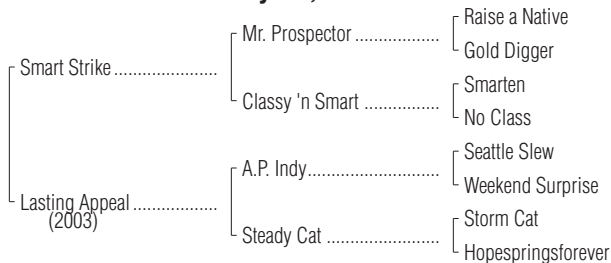 Raise a Native
Mr. Prospector ..................
Gold Digger
Smart Strike ......................
Smarten
Classy 'n Smart ................
No Class
Seattle Slew
A.P. Indy............................
Weekend Surprise
Lasting Appeal ..................
(2003)
Storm Cat
Steady Cat ........................
Hopespringsforever